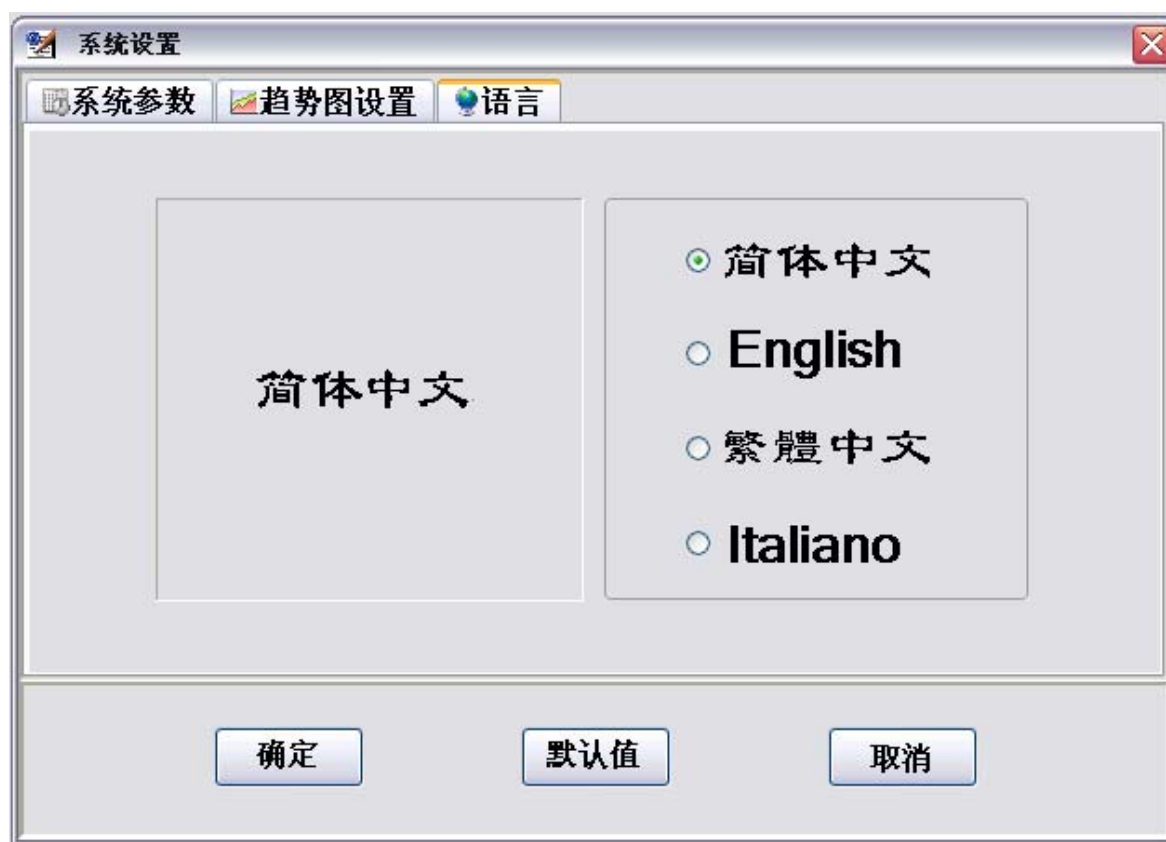 系统设置
系统参数 趋势图设置 语言
简体中文
简体中文
English
繁體中文
Italiano
确定 默认值 取消